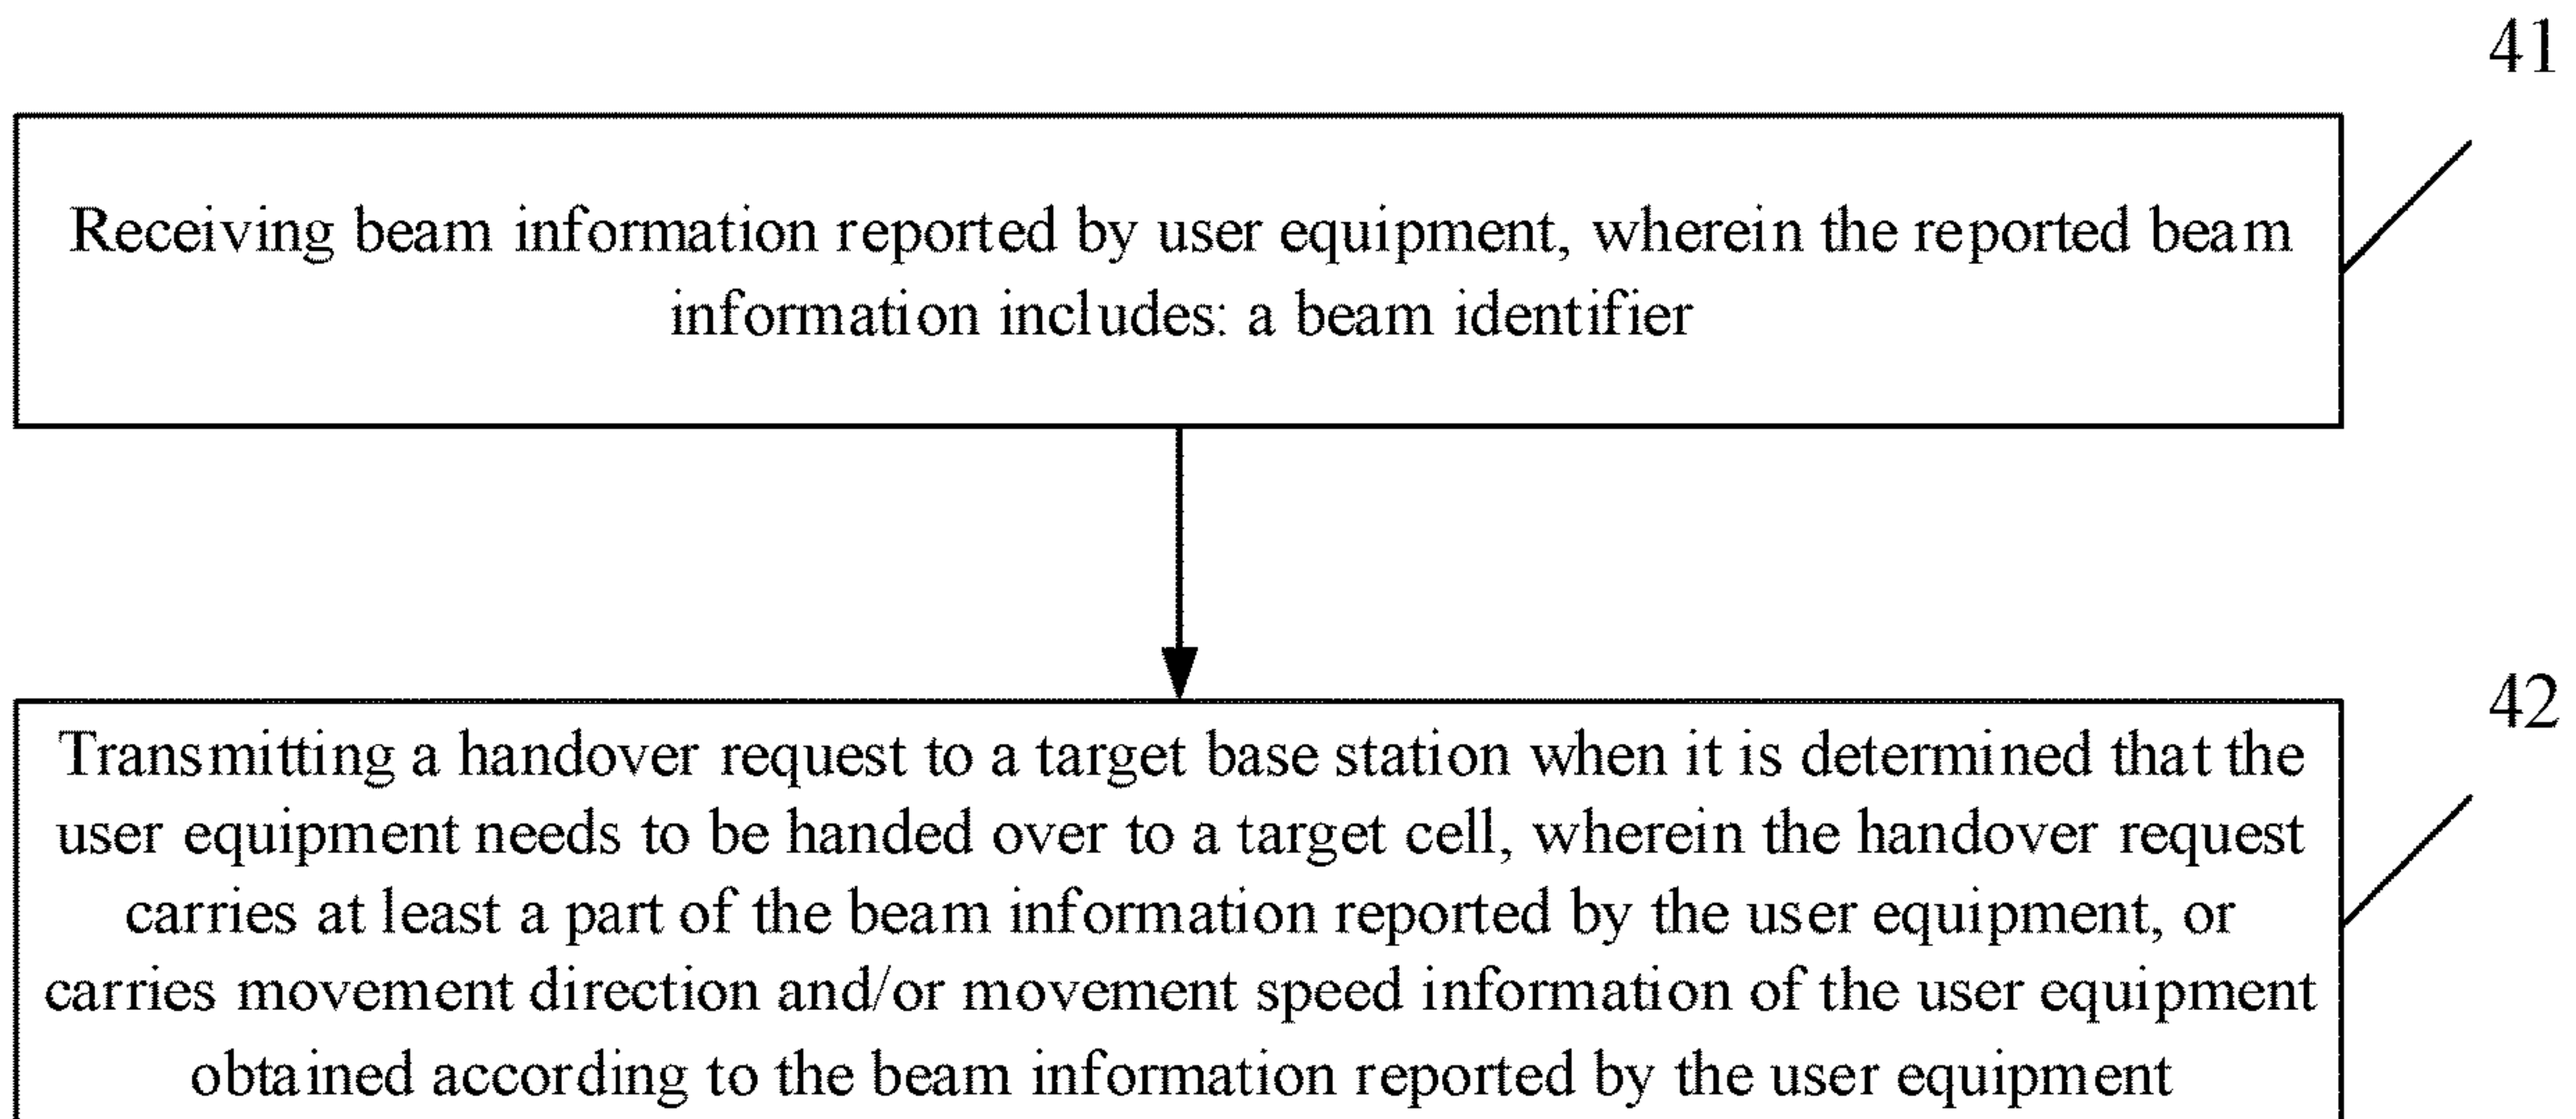 41
Receiving beam information reported by user equipment, wherein the reported beam
information includes: a beam identifier
42
Transmitting a handover request to a target base station when it is determined that the
user equipment needs to be handed over to a target cell, wherein the handover request
carries at least a part of the beam information reported by the user equipment, or
carries movement direction and/or movement speed information of the user equipment
obtained according to the beam information reported by the user equipment